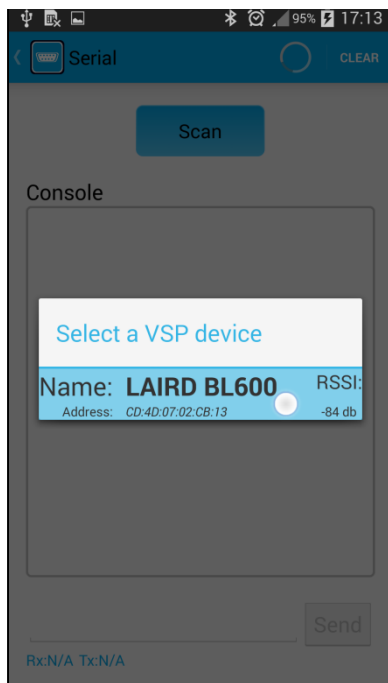 95% 17:13
Serial CLEAR
Scan
Console
Select a VSP device
Name: LAIRD BL600 RSSI:
Address: CD:4D:07:02:CB:13 -84 db
Send
Rx:N/A Tx:N/A